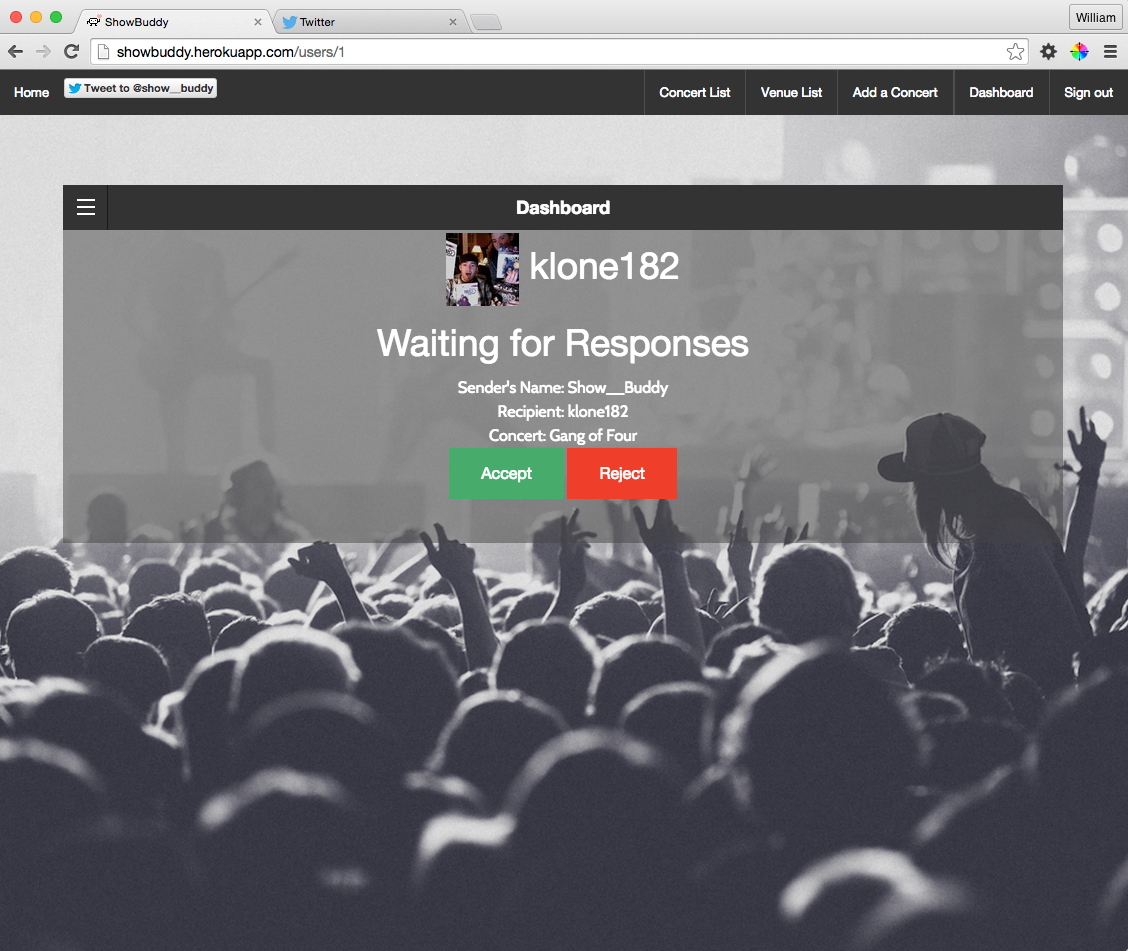 ShowBuddy
Twitter
William
showbuddy.herokuapp.com/users/1
Home
Tweet to @show__buddy
Concert List
Venue List
Add a Concert
Dashboard
Sign out
Dashboard
klone182
Waiting for Responses
Sender's Name: Show__Buddy
Recipient: klone182
Concert: Gang of Four
Accept
Reject